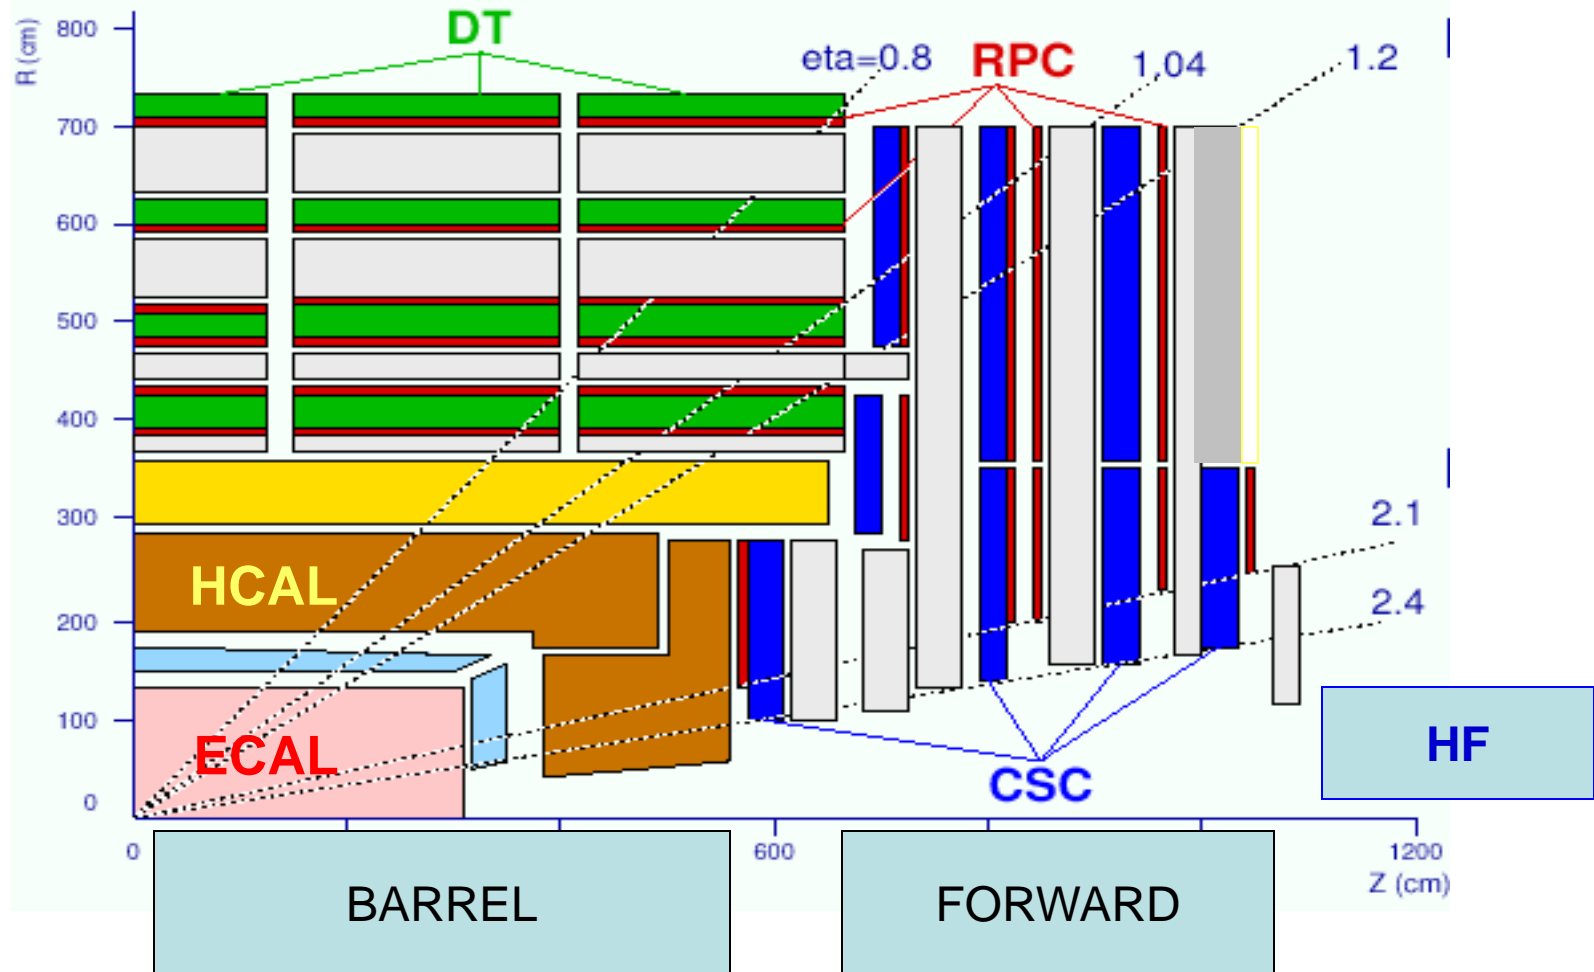 DT
eta=0.8
RPC
1.04
1.2
R (cm)
800
700
600
500
400
300
200
100
0
2.1
2.4
HCAL
ECAL
HF
CSC
0
600
1200
Z (cm)
BARREL
FORWARD